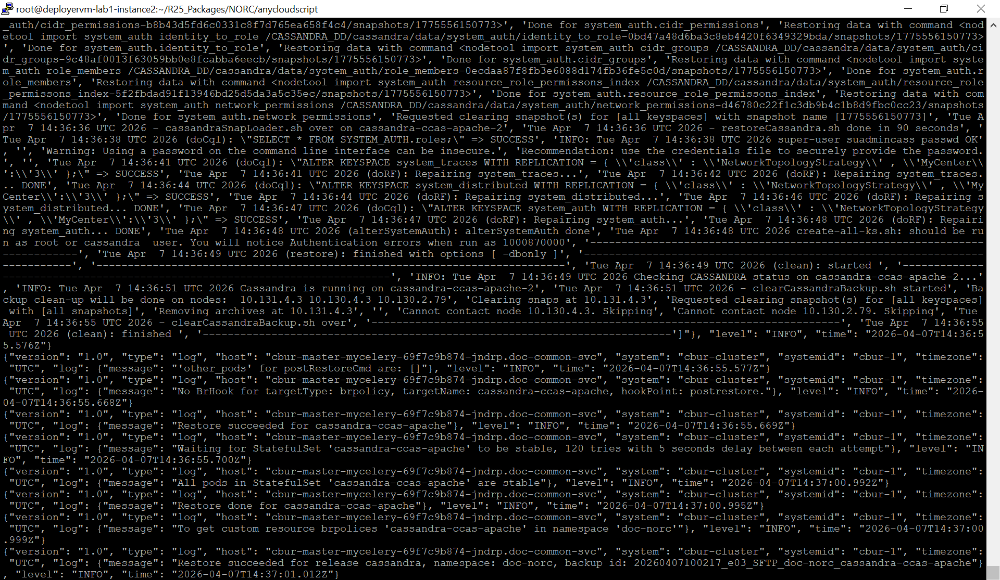 root@deployervm-lab1-instance2:~/R25_Packages/NORC/anycloudscript
_auth/cidr_permissions-b8b43d5fd6c0331c8f7d765ea658f4c4/snapshots/1775556150773>', 'Done for system_auth.cidr_permissions', 'Restoring data with command <nod
etool import system_auth identity_to_role /CASSANDRA_DD/cassandra/data/system_auth/identity_to_role-0bd47a48d6ba3c8eb4420f6349329bda/snapshots/1775556150773>
', 'Done for system_auth.identity_to_role', 'Restoring data with command <nodetool import system_auth cidr_groups /CASSANDRA_DD/cassandra/data/system_auth/ci
dr_groups-9c48af0013f63059bb0e8fcabba6eecb/snapshots/1775556150773>', 'Done for system_auth.cidr_groups', 'Restoring data with command <nodetool import syste
m_auth role_members /CASSANDRA_DD/cassandra/data/system_auth/role_members-0ecdaa87f8fb3e6088d174fb36fe5c0d/snapshots/1775556150773>', 'Done for system_auth.r
ole_members', 'Restoring data with command <nodetool import system_auth resource_role_permissons_index /CASSANDRA_DD/cassandra/data/system_auth/resource_role
_permissons_index-5f2fbdad91f13946bd25d5da3a5c35ec/snapshots/1775556150773>', 'Done for system_auth.resource_role_permissons_index', 'Restoring data with com
mand <nodetool import system_auth network_permissions /CASSANDRA_DD/cassandra/data/system_auth/network_permissions-d46780c22f1c3db9b4c1b8d9fbc0cc23/snapshots
/1775556150773>', 'Done for system_auth.network_permissions', 'Requested clearing snapshot(s) for [all keyspaces] with snapshot name [1775556150773]', 'Tue A
pr  7 14:36:36 UTC 2026 - cassandraSnapLoader.sh over on cassandra-ccas-apache-2', 'Tue Apr  7 14:36:36 UTC 2026 - restoreCassandra.sh done in 90 seconds', '
Tue Apr  7 14:36:38 UTC 2026 (doCql): \"SELECT * FROM SYSTEM_AUTH.roles;\" => SUCCESS', 'INFO: Tue Apr  7 14:36:38 UTC 2026 super-user suadmincass passwd OK'
, '', 'Warning: Using a password on the command line interface can be insecure.', 'Recommendation: use the credentials file to securely provide the password.
', '', 'Tue Apr  7 14:36:41 UTC 2026 (doCql): \"ALTER KEYSPACE system_traces WITH REPLICATION = { \\'class\\' : \\'NetworkTopologyStrategy\\' , \\'MyCenter\\
':\\'3\\' };\" => SUCCESS', 'Tue Apr  7 14:36:41 UTC 2026 (doRF): Repairing system_traces...', 'Tue Apr  7 14:36:42 UTC 2026 (doRF): Repairing system_traces.
.. DONE', 'Tue Apr  7 14:36:44 UTC 2026 (doCql): \"ALTER KEYSPACE system_distributed WITH REPLICATION = { \\'class\\' : \\'NetworkTopologyStrategy\\' , \\'My
Center\\':\\'3\\' };\" => SUCCESS', 'Tue Apr  7 14:36:44 UTC 2026 (doRF): Repairing system_distributed...', 'Tue Apr  7 14:36:46 UTC 2026 (doRF): Repairing s
ystem_distributed... DONE', 'Tue Apr  7 14:36:47 UTC 2026 (doCql): \"ALTER KEYSPACE system_auth WITH REPLICATION = { \\'class\\' : \\'NetworkTopologyStrategy
\\' , \\'MyCenter\\':\\'3\\' };\" => SUCCESS', 'Tue Apr  7 14:36:47 UTC 2026 (doRF): Repairing system_auth...', 'Tue Apr  7 14:36:48 UTC 2026 (doRF): Repairi
ng system_auth... DONE', 'Tue Apr  7 14:36:48 UTC 2026 (alterSystemAuth): alterSystemAuth done', 'Tue Apr  7 14:36:48 UTC 2026 create-all-ks.sh: should be ru
n as root or cassandra  user. You will notice Authentication errors when run as 1000870000', '---------------------------------------------------------------
------------', 'Tue Apr  7 14:36:49 UTC 2026 (restore): finished with options [ -dbonly ]', '----------------------------------------------------------------
-----------', '---------------------------------------------------------------------------', 'Tue Apr  7 14:36:49 UTC 2026 (clean): started ', '-------------
--------------------------------------------------------------', 'INFO: Tue Apr  7 14:36:49 UTC 2026 Checking CASSANDRA status on cassandra-ccas-apache-2...'
, 'INFO: Tue Apr  7 14:36:51 UTC 2026 Cassandra is running on cassandra-ccas-apache-2', 'Tue Apr  7 14:36:51 UTC 2026 - clearCassandraBackup.sh started', 'Ba
ckup clean-up will be done on nodes:  10.131.4.3 10.130.4.3 10.130.2.79', 'Clearing snaps at 10.131.4.3', 'Requested clearing snapshot(s) for [all keyspaces]
 with [all snapshots]', 'Removing archives at 10.131.4.3', '', 'Cannot contact node 10.130.4.3. Skipping', 'Cannot contact node 10.130.2.79. Skipping', 'Tue
Apr  7 14:36:55 UTC 2026 - clearCassandraBackup.sh over', '---------------------------------------------------------------------------', 'Tue Apr  7 14:36:55
 UTC 2026 (clean): finished ', '---------------------------------------------------------------------------']"}, "level": "INFO", "time": "2026-04-07T14:36:5
5.576Z"}
{"version": "1.0", "type": "log", "host": "cbur-master-mycelery-69f7c9b874-jndrp.doc-common-svc", "system": "cbur-cluster", "systemid": "cbur-1", "timezone":
 "UTC", "log": {"message": "'other_pods' for postRestoreCmd are: []"}, "level": "INFO", "time": "2026-04-07T14:36:55.577Z"}
{"version": "1.0", "type": "log", "host": "cbur-master-mycelery-69f7c9b874-jndrp.doc-common-svc", "system": "cbur-cluster", "systemid": "cbur-1", "timezone":
 "UTC", "log": {"message": "No BrHook for targetType: brpolicy, targetName: cassandra-ccas-apache, hookPoint: postrestore."}, "level": "INFO", "time": "2026-
04-07T14:36:55.668Z"}
{"version": "1.0", "type": "log", "host": "cbur-master-mycelery-69f7c9b874-jndrp.doc-common-svc", "system": "cbur-cluster", "systemid": "cbur-1", "timezone":
 "UTC", "log": {"message": "Restore succeeded for cassandra-ccas-apache"}, "level": "INFO", "time": "2026-04-07T14:36:55.669Z"}
{"version": "1.0", "type": "log", "host": "cbur-master-mycelery-69f7c9b874-jndrp.doc-common-svc", "system": "cbur-cluster", "systemid": "cbur-1", "timezone":
 "UTC", "log": {"message": "Waiting for StatefulSet 'cassandra-ccas-apache' to be stable, 120 tries with 5 seconds delay between each attempt"}, "level": "IN
FO", "time": "2026-04-07T14:36:55.700Z"}
{"version": "1.0", "type": "log", "host": "cbur-master-mycelery-69f7c9b874-jndrp.doc-common-svc", "system": "cbur-cluster", "systemid": "cbur-1", "timezone":
 "UTC", "log": {"message": "All pods in StatefulSet 'cassandra-ccas-apache' are stable"}, "level": "INFO", "time": "2026-04-07T14:37:00.992Z"}
{"version": "1.0", "type": "log", "host": "cbur-master-mycelery-69f7c9b874-jndrp.doc-common-svc", "system": "cbur-cluster", "systemid": "cbur-1", "timezone":
 "UTC", "log": {"message": "Restore done for cassandra-ccas-apache"}, "level": "INFO", "time": "2026-04-07T14:37:00.995Z"}
{"version": "1.0", "type": "log", "host": "cbur-master-mycelery-69f7c9b874-jndrp.doc-common-svc", "system": "cbur-cluster", "systemid": "cbur-1", "timezone":
 "UTC", "log": {"message": "To get custom resource brpolices 'cassandra-ccas-apache' in namespace 'doc-norc'"}, "level": "INFO", "time": "2026-04-07T14:37:00
.999Z"}
{"version": "1.0", "type": "log", "host": "cbur-master-mycelery-69f7c9b874-jndrp.doc-common-svc", "system": "cbur-cluster", "systemid": "cbur-1", "timezone":
 "UTC", "log": {"message": "Restore succeeded for release cassandra, namespace: doc-norc, backup id: 20260407100217_e03_SFTP_doc-norc_cassandra-ccas-apache"}
, "level": "INFO", "time": "2026-04-07T14:37:01.012Z"}